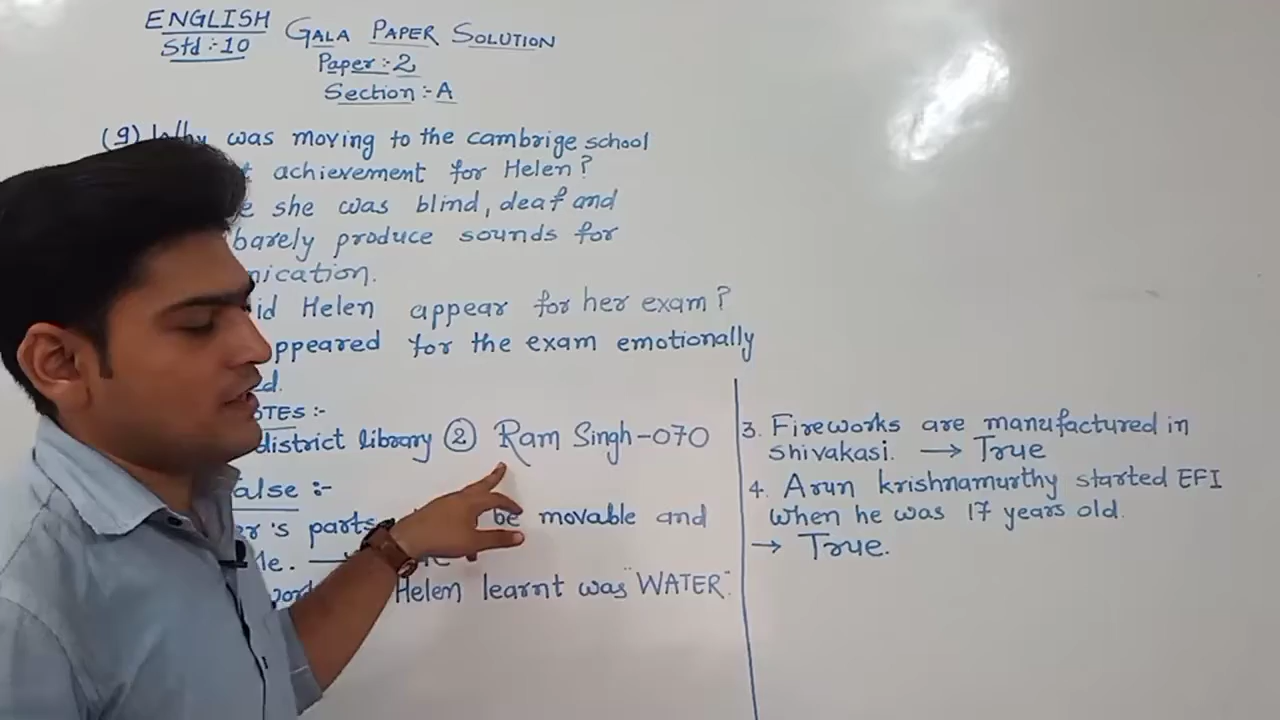 ENGLISH
Std :- 10
GALA PAPER SOLUTION
Paper :- 2
Section :- A
(9) Why was moving to the cambrige school
achievement for Helen?
she was blind, deaf and
barely produce sounds for
Helen appear for her exam?
for the exam emotionally
district library ② Ram Singh-070
be movable and
Helen learnt was "WATER".
3. Fireworks are manufactured in
shivakasi. → True
4. Arun krishnamurthy started EFI
when he was 17 years old.
→ True.